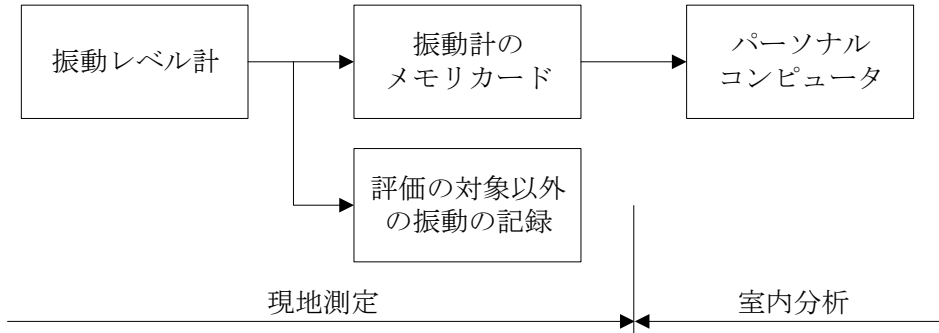 振動レベル計
振動計の
メモリカード
パーソナル
コンピュータ
評価の対象以外
の振動の記録
現地測定
室内分析